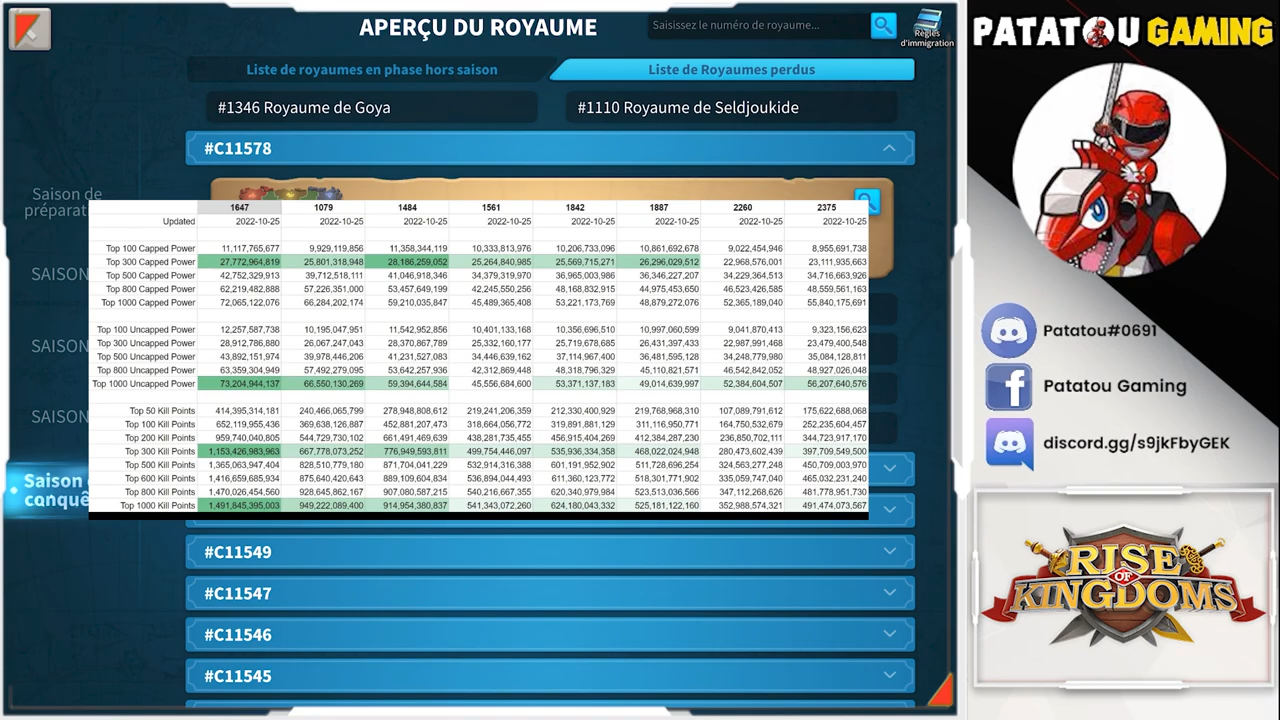 APERÇU DU ROYAUME
Saisissez le numéro de royaume...
Règles
d'immigration
Liste de royaumes en phase hors saison
Liste de Royaumes perdus
#1346 Royaume de Goya
#1110 Royaume de Seldjoukide
#C11578
Saison de
préparat
SAISON
SAISON
SAISON
Saison
conquê
1647 1079 1484 1561 1842 1887 2260 2375
Updated 2022-10-25 2022-10-25 2022-10-25 2022-10-25 2022-10-25 2022-10-25 2022-10-25 2022-10-25
Top 100 Capped Power 11,117,765,677 9,929,119,856 11,358,344,119 10,333,813,976 10,206,733,096 10,861,692,678 9,022,454,946 8,955,691,738
Top 300 Capped Power 27,772,964,819 25,801,318,948 28,186,259,052 25,264,840,985 25,569,715,271 26,296,029,512 22,968,576,001 23,111,935,663
Top 500 Capped Power 42,752,329,913 39,712,518,111 41,046,918,346 34,379,319,970 36,965,003,986 36,346,227,207 34,229,364,513 34,716,663,926
Top 800 Capped Power 62,219,482,888 57,226,351,000 53,457,649,199 42,245,550,256 48,168,832,915 44,975,453,650 46,523,426,585 48,559,561,163
Top 1000 Capped Power 72,065,122,076 66,284,202,174 59,210,035,847 45,489,365,408 53,221,173,769 48,879,272,076 52,365,189,040 55,840,175,691
Top 100 Uncapped Power 12,257,587,738 10,195,047,951 11,542,952,856 10,401,133,168 10,356,696,510 10,997,060,599 9,041,870,413 9,323,156,623
Top 300 Uncapped Power 28,912,786,880 26,067,247,043 28,370,867,789 25,332,160,177 25,719,678,685 26,431,397,433 22,987,991,468 23,479,400,548
Top 500 Uncapped Power 43,892,151,974 39,978,446,206 41,231,527,083 34,446,639,162 37,114,967,400 36,481,595,128 34,248,779,980 35,084,128,811
Top 800 Uncapped Power 63,359,304,949 57,492,279,095 53,642,257,936 42,312,869,448 48,318,796,329 45,110,821,571 46,542,842,052 48,927,026,048
Top 1000 Uncapped Power 73,204,944,137 66,550,130,269 59,394,644,584 45,556,684,600 53,371,137,183 49,014,639,997 52,384,604,507 56,207,640,576
Top 50 Kill Points 414,395,314,181 240,466,065,799 278,948,808,612 219,241,206,359 212,330,400,929 219,768,968,310 107,089,791,612 175,622,688,068
Top 100 Kill Points 652,119,955,436 369,638,126,887 452,881,207,473 318,664,056,772 319,891,881,129 311,116,950,771 164,750,532,679 252,235,604,457
Top 200 Kill Points 959,740,040,805 544,729,730,102 661,491,469,639 438,281,735,455 456,915,404,269 412,384,287,230 236,850,702,111 344,723,917,170
Top 300 Kill Points 1,153,426,983,963 667,778,073,252 776,949,593,811 499,754,446,097 535,936,334,358 468,022,024,948 280,473,602,439 397,709,549,500
Top 500 Kill Points 1,365,063,947,404 828,510,779,180 871,704,041,229 532,914,316,388 601,191,952,902 511,728,696,254 324,563,277,248 450,709,003,970
Top 600 Kill Points 1,416,659,685,934 875,640,420,643 889,109,604,834 536,894,044,493 611,360,123,772 518,301,771,902 335,059,747,040 465,032,231,240
Top 800 Kill Points 1,470,026,454,560 928,645,862,167 907,080,587,215 540,216,667,355 620,340,979,984 523,513,036,566 347,112,268,626 481,778,951,730
Top 1000 Kill Points 1,491,845,395,003 949,222,089,400 914,954,380,837 541,343,072,260 624,180,043,332 525,181,122,160 352,988,574,321 491,474,073,567
#C11549
#C11547
#C11546
#C11545
PATATOU GAMING
Patatou#0691
Patatou Gaming
discord.gg/s9jkFbyGEK
RISE
OF
KINGDOMS